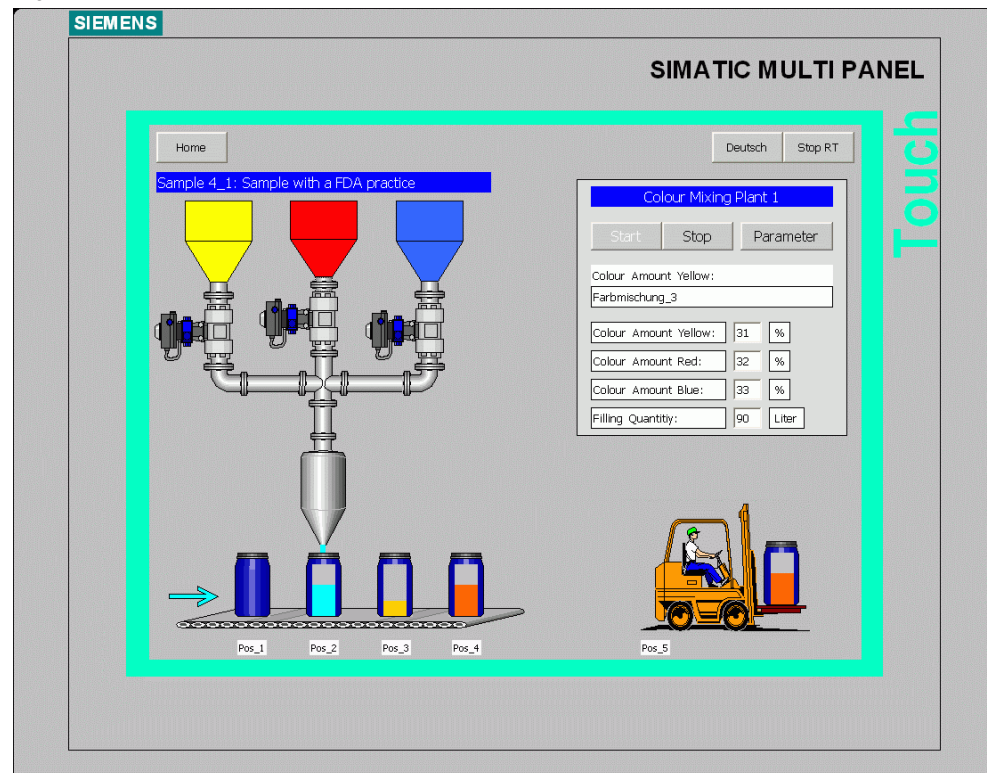 SIEMENS
SIMATIC MULTI PANEL
Touch
Home
Deutsch
Stop RT
Sample 4_1: Sample with a FDA practice
Colour Mixing Plant 1
Start
Stop
Parameter
Colour Amount Yellow:
Farbmischung_3
Colour Amount Yellow: 31 %
Colour Amount Red: 32 %
Colour Amount Blue: 33 %
Filling Quantitiy: 90 Liter
Pos_1 Pos_2 Pos_3 Pos_4 Pos_5